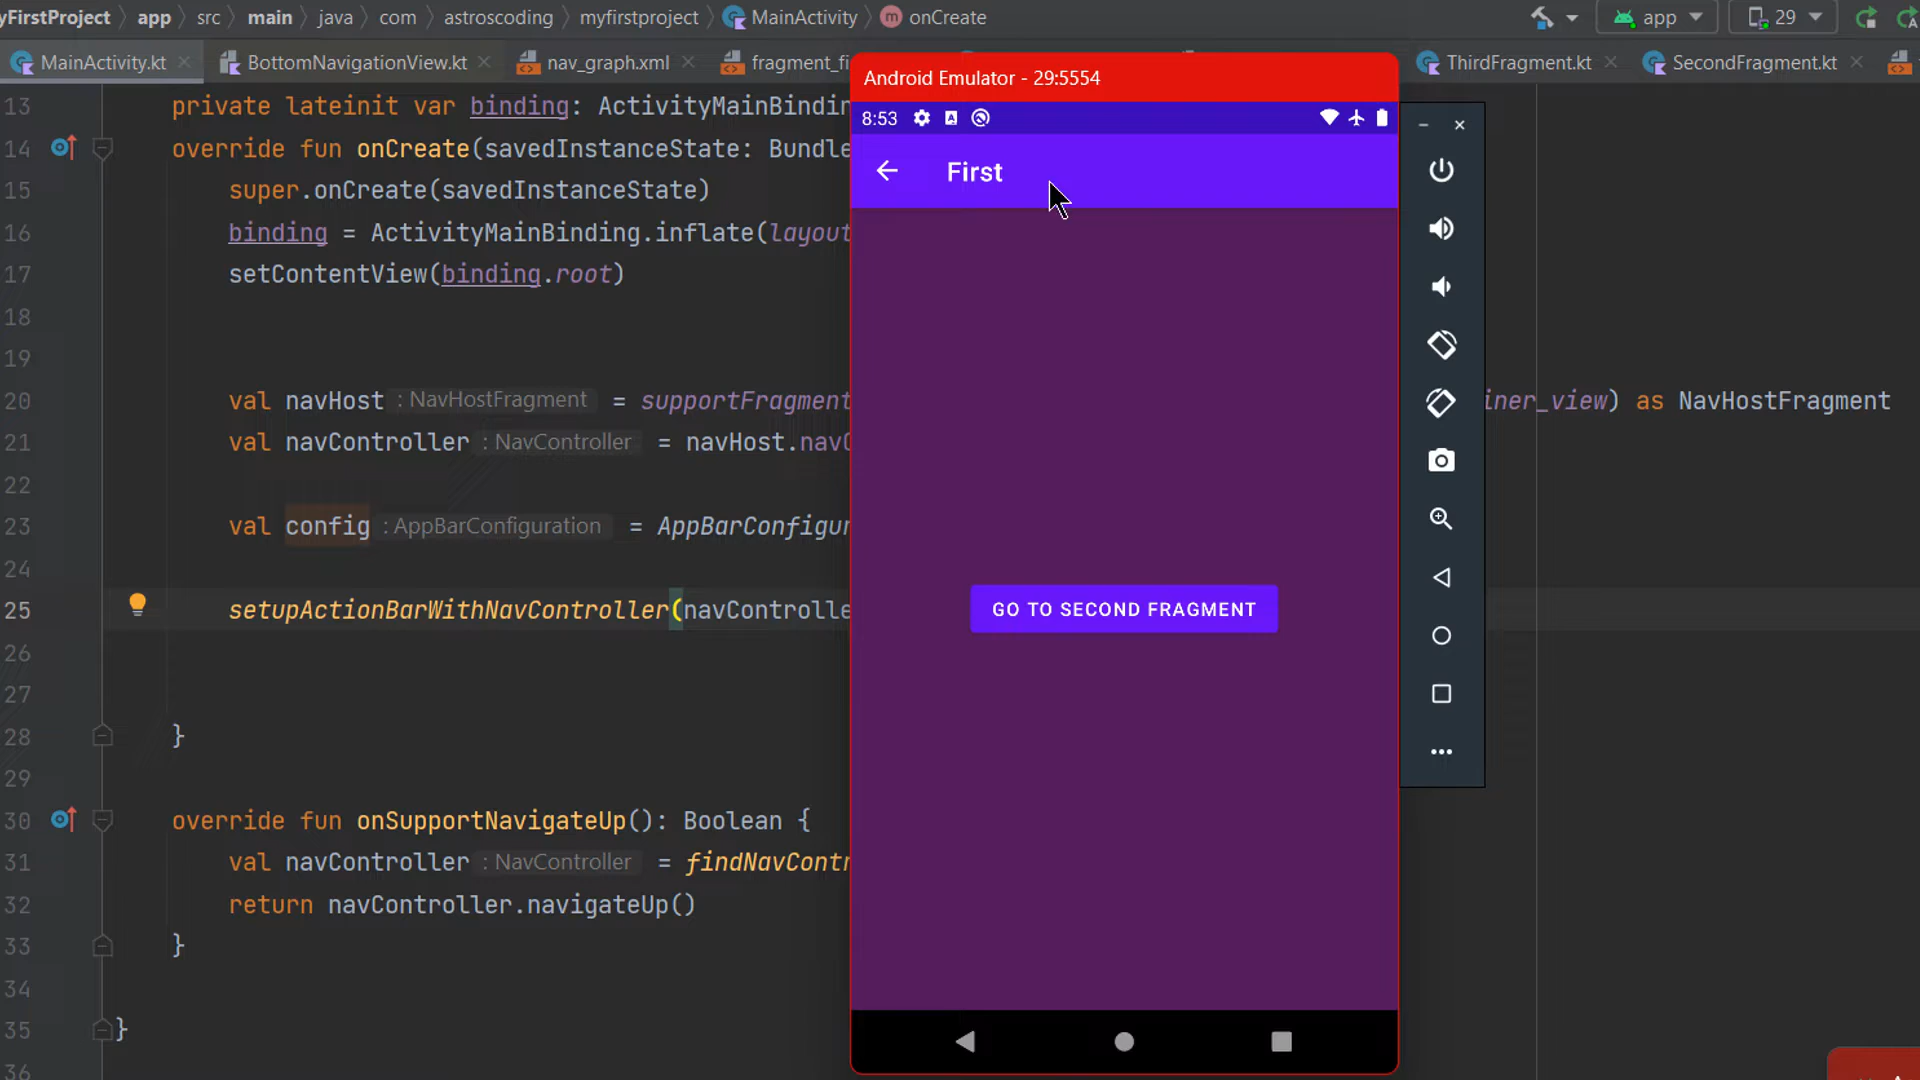 yFirstProject app src main java com astroscoding myfirstproject MainActivity onCreate app 29
MainActivity.kt BottomNavigationView.kt nav_graph.xml fragment_fi ThirdFragment.kt SecondFragment.kt
Android Emulator - 29:5554
8:53
First
GO TO SECOND FRAGMENT
13 private lateinit var binding: ActivityMainBindin
14 override fun onCreate(savedInstanceState: Bundle
15 super.onCreate(savedInstanceState)
16 binding = ActivityMainBinding.inflate(layou
17 setContentView(binding.root)
18
19
20 val navHost : NavHostFragment = supportFragment iner_view) as NavHostFragment
21 val navController : NavController = navHost.nav
22
23 val config : AppBarConfiguration = AppBarConfigu
24
25 setupActionBarWithNavController(navControlle
26
27
28 }
29
30 override fun onSupportNavigateUp(): Boolean {
31 val navController : NavController = findNavContr
32 return navController.navigateUp()
33 }
34
35 }
36